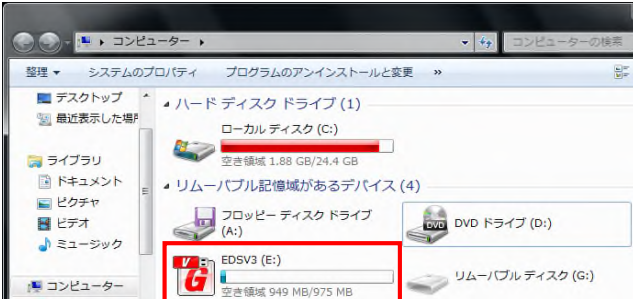 コンピューター
コンピューターの検索
整理
システムのプロパティ
プログラムのアンインストールと変更
»
デスクトップ
最近表示した場所
ライブラリ
ドキュメント
ピクチャ
ビデオ
ミュージック
コンピューター
ハード ディスク ドライブ (1)
ローカル ディスク (C:)
空き領域 1.88 GB/24.4 GB
リムーバブル記憶域があるデバイス (4)
フロッピー ディスク ドライブ
(A:)
DVD
DVD ドライブ (D:)
V
G
EDSV3 (E:)
空き領域 949 MB/975 MB
リムーバブル ディスク (G:)